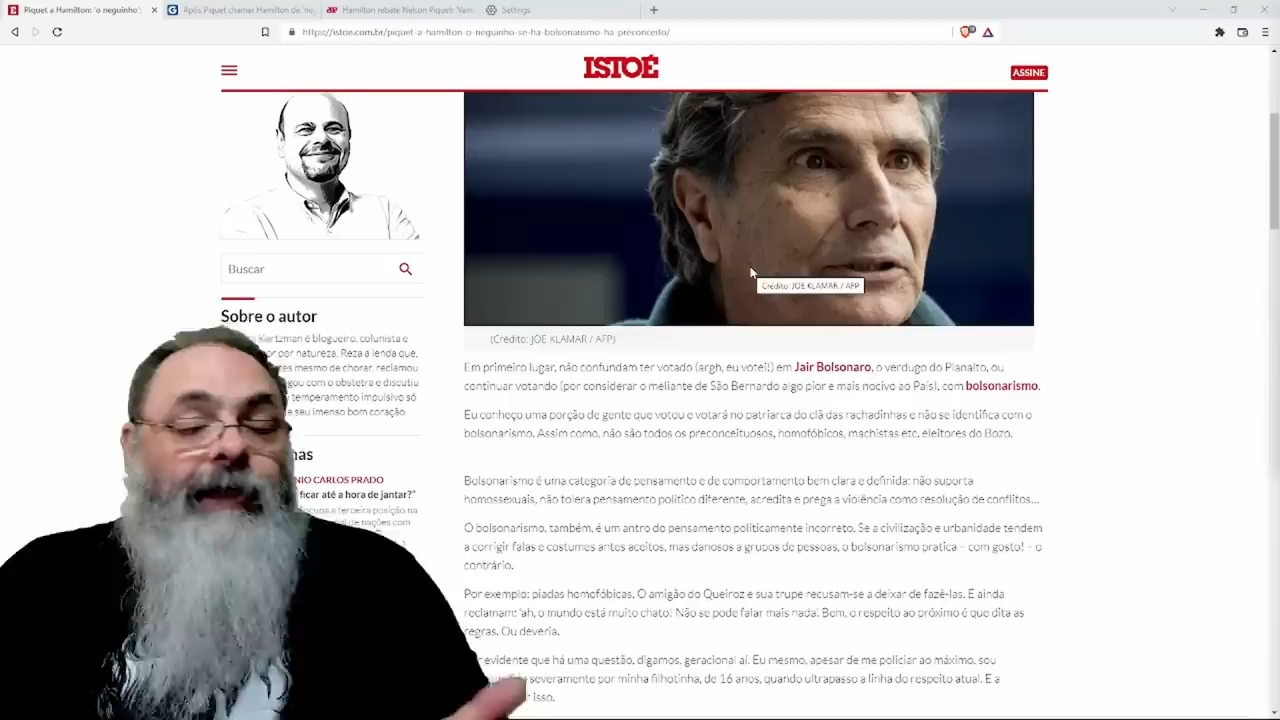 Piquet a Hamilton: 'o neguinho';
Após Piquet chamar Hamilton de 'neg
Hamilton rebate Nelson Piquet: 'Vam
Settings
https://istoe.com.br/piquet-a-hamilton-o-neguinho-se-ha-bolsonarismo-ha-preconceito/
ISTOÉ
ASSINE
Buscar
Sobre o autor
Kertzman é blogueiro, colunista e
por natureza. Reza a lenda que,
mesmo de chorar, reclamou
com o obstetra e discutiu
temperamento impulsivo só
e seu imenso bom coração.
CARLOS PRADO
ficar até a hora de jantar?"
a terceira posição na
de nações com
Crédito: JOE KLAMAR / AFP
(Crédito: JOE KLAMAR / AFP)
Em primeiro lugar, não confundam ter votado (argh, eu votei!) em Jair Bolsonaro, o verdugo do Planalto, ou
continuar votando (por considerar o meliante de São Bernardo algo pior e mais nocivo ao País), com bolsonarismo.
Eu conheço uma porção de gente que votou e votará no patriarca do clã das rachadinhas e não se identifica com o
bolsonarismo. Assim como, não são todos os preconceituosos, homofóbicos, machistas etc, eleitores do Bozo.
Bolsonarismo é uma categoria de pensamento e de comportamento bem clara e definida: não suporta
homossexuais, não tolera pensamento político diferente, acredita e prega a violência como resolução de conflitos…
O bolsonarismo, também, é um antro do pensamento politicamente incorreto. Se a civilização e urbanidade tendem
a corrigir falas e costumes antes aceitos, mas danosos a grupos de pessoas, o bolsonarismo pratica – com gosto! – o
contrário.
Por exemplo: piadas homofóbicas. O amigão do Queiroz e sua trupe recusam-se a deixar de fazê-las. E ainda
reclamam: 'ah, o mundo está muito chato! Não se pode falar mais nada'. Bem, o respeito ao próximo é que dita as
regras. Ou deveria.
evidente que há uma questão, digamos, geracional aí. Eu mesmo, apesar de me policiar ao máximo, sou
severamente por minha filhotinha, de 16 anos, quando ultrapasso a linha do respeito atual. E a
isso.